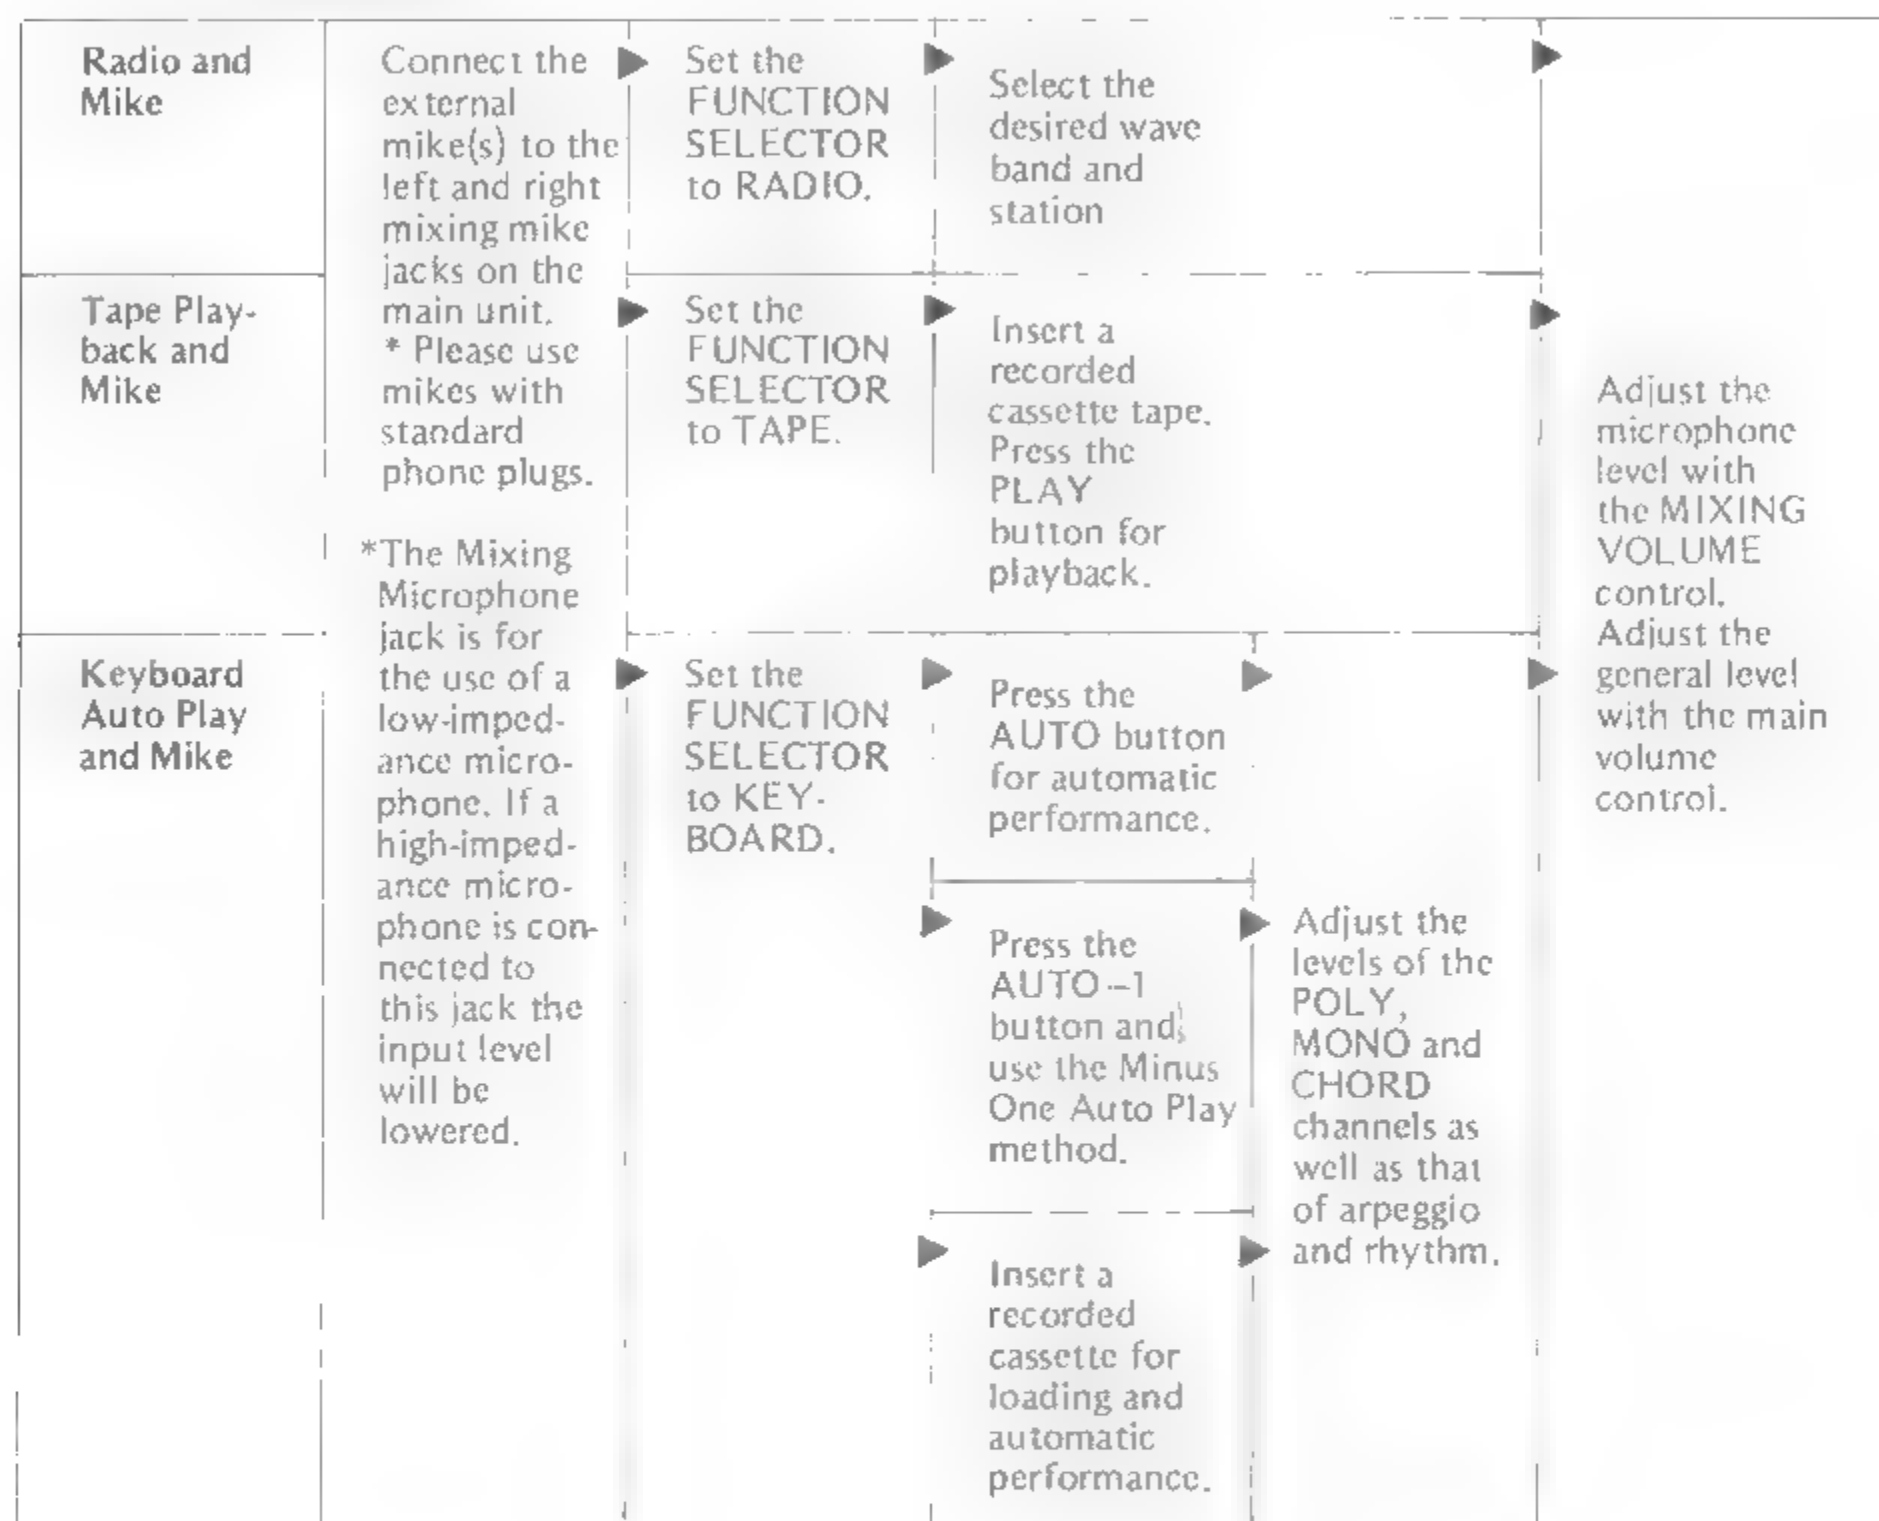 Radio and
Mike
Connect the
external
mike(s) to the
left and right
mixing mike
jacks on the
main unit.
* Please use
mikes with
standard
phone plugs.
*The Mixing
Microphone
jack is for
the use of a
low-imped-
ance micro-
phone. If a
high-imped-
ance micro-
phone is con-
nected to
this jack the
input level
will be
lowered.
Set the
FUNCTION
SELECTOR
to RADIO.
Select the
desired wave
band and
station
Tape Play-
back and
Mike
Set the
FUNCTION
SELECTOR
to TAPE.
Insert a
recorded
cassette tape.
Press the
PLAY
button for
playback.
Keyboard
Auto Play
and Mike
Set the
FUNCTION
SELECTOR
to KEY-
BOARD.
Press the
AUTO button
for automatic
performance.
Press the
AUTO -1
button and
use the Minus
One Auto Play
method.
Insert a
recorded
cassette for
loading and
automatic
performance.
Adjust the
levels of the
POLY,
MONO and
CHORD
channels as
well as that
of arpeggio
and rhythm.
Adjust the
microphone
level with
the MIXING
VOLUME
control.
Adjust the
general level
with the main
volume
control.